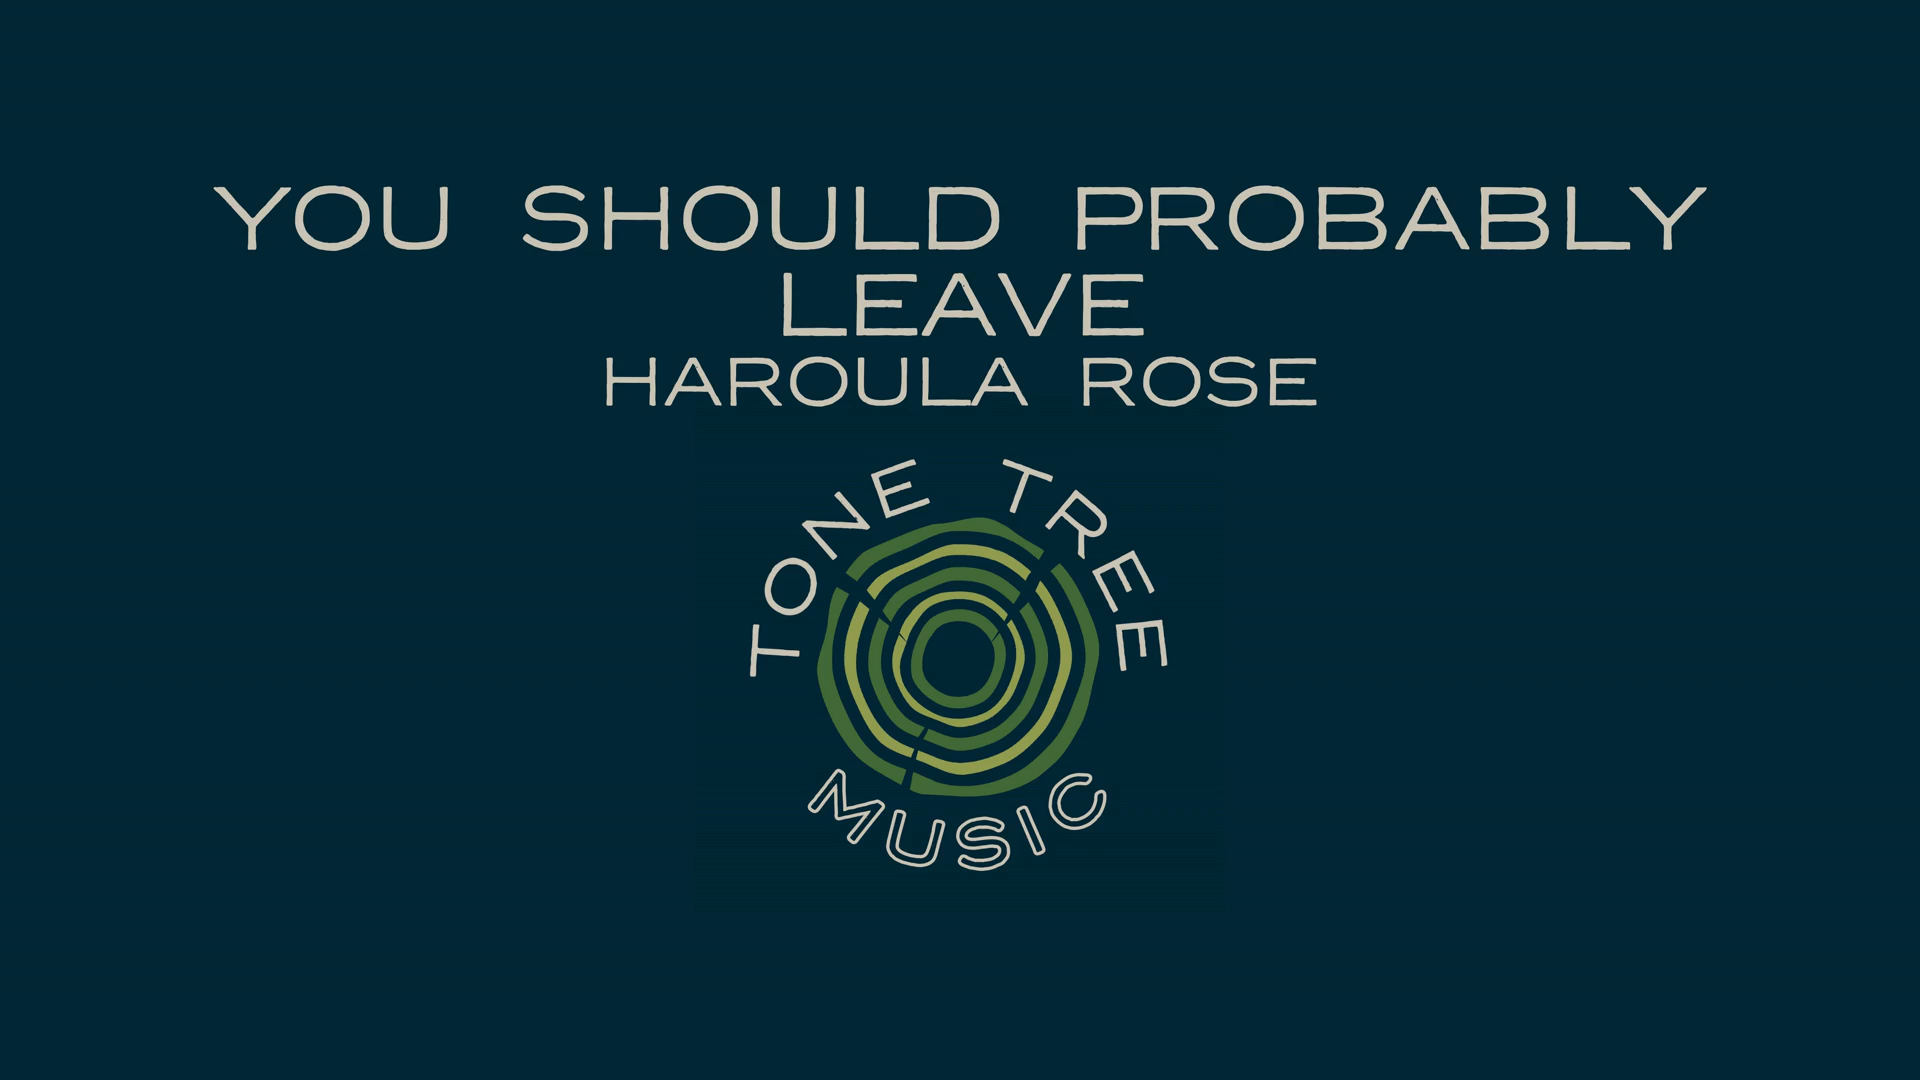 YOU SHOULD PROBABLY
LEAVE
HAROULA ROSE
TONE TREE
MUSIC